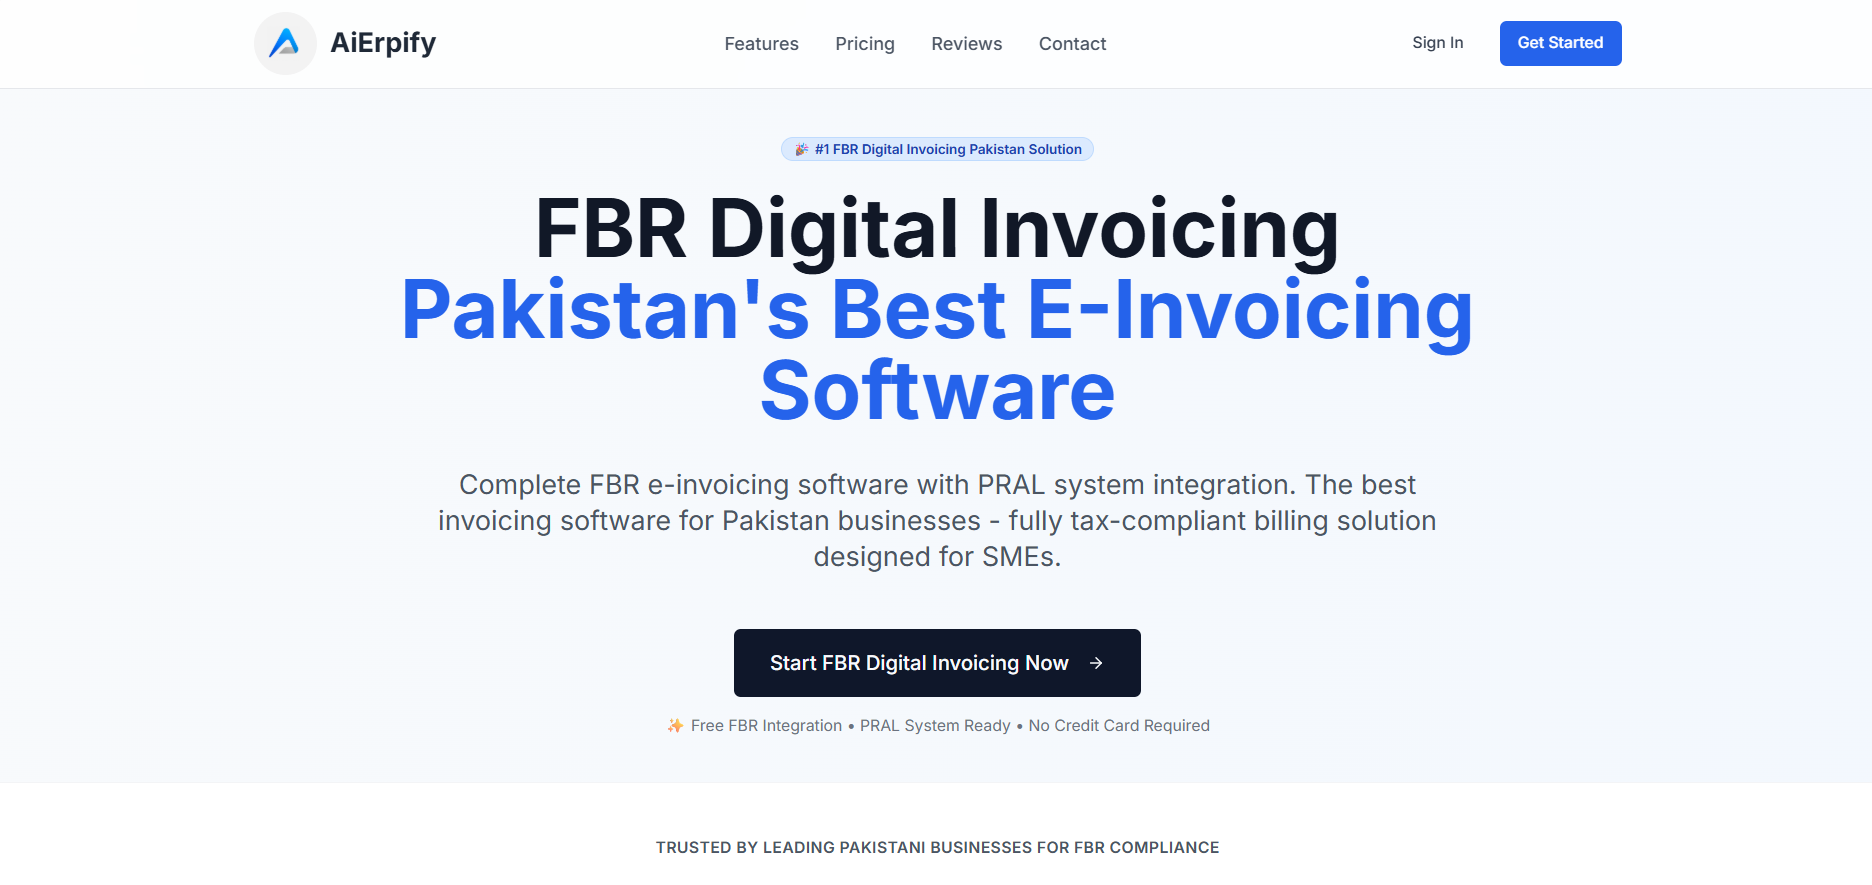 AiErpify
Features Pricing Reviews Contact
Sign In
Get Started
#1 FBR Digital Invoicing Pakistan Solution
FBR Digital Invoicing
Pakistan's Best E-Invoicing
Software
Complete FBR e-invoicing software with PRAL system integration. The best
invoicing software for Pakistan businesses - fully tax-compliant billing solution
designed for SMEs.
Start FBR Digital Invoicing Now →
✨ Free FBR Integration • PRAL System Ready • No Credit Card Required
TRUSTED BY LEADING PAKISTANI BUSINESSES FOR FBR COMPLIANCE